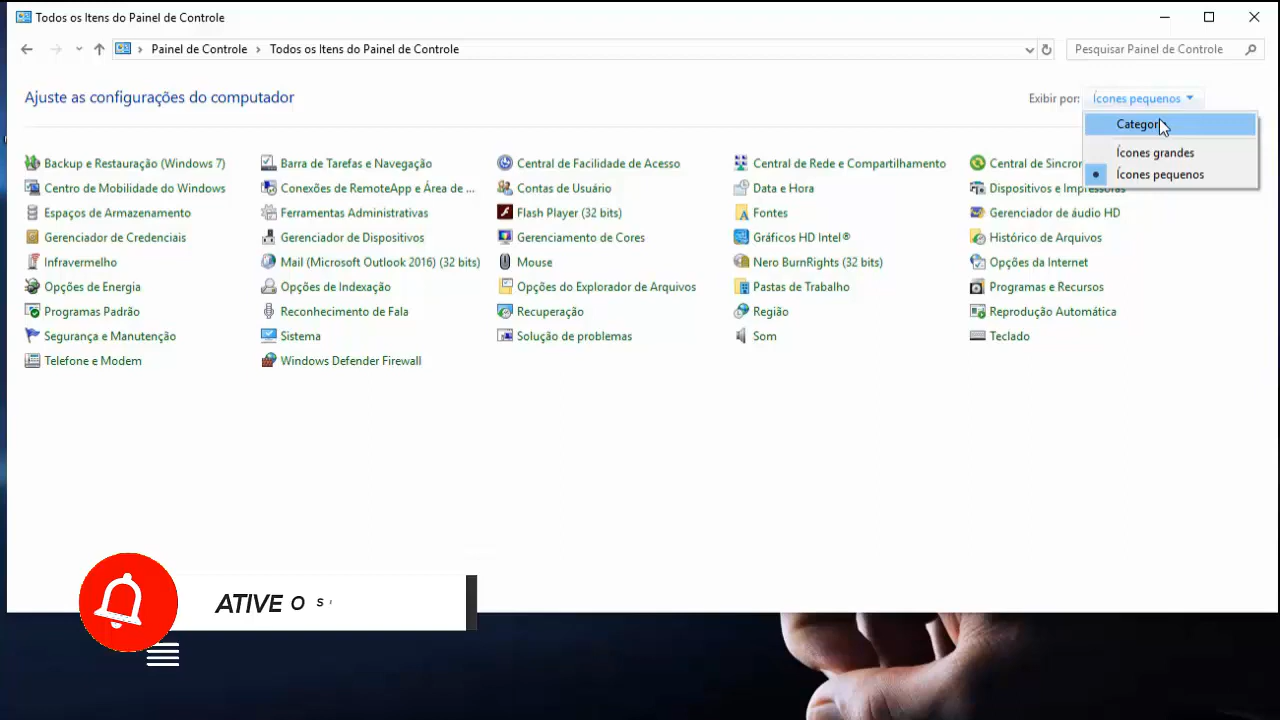 Todos os Itens do Painel de Controle
Painel de Controle > Todos os Itens do Painel de Controle
Pesquisar Painel de Controle
Ajuste as configurações do computador
Exibir por: Ícones pequenos
Ícones grandes
Ícones pequenos
Backup e Restauração (Windows 7)
Barra de Tarefas e Navegação
Central de Facilidade de Acesso
Central de Rede e Compartilhamento
Central de
Centro de Mobilidade do Windows
Conexões de RemoteApp e Área de ...
Contas de Usuário
Data e Hora
Dispositivos e Impressoras
Espaços de Armazenamento
Ferramentas Administrativas
Flash Player (32 bits)
Fontes
Gerenciador de áudio HD
Gerenciador de Credenciais
Gerenciador de Dispositivos
Gerenciamento de Cores
Gráficos HD Intel®
Histórico de Arquivos
Infravermelho
Mail (Microsoft Outlook 2016) (32 bits)
Mouse
Nero BurnRights (32 bits)
Opções da Internet
Opções de Energia
Opções de Indexação
Opções do Explorador de Arquivos
Pastas de Trabalho
Programas e Recursos
Programas Padrão
Reconhecimento de Fala
Recuperação
Região
Reprodução Automática
Segurança e Manutenção
Sistema
Solução de problemas
Som
Teclado
Telefone e Modem
Windows Defender Firewall
ATIVE O S